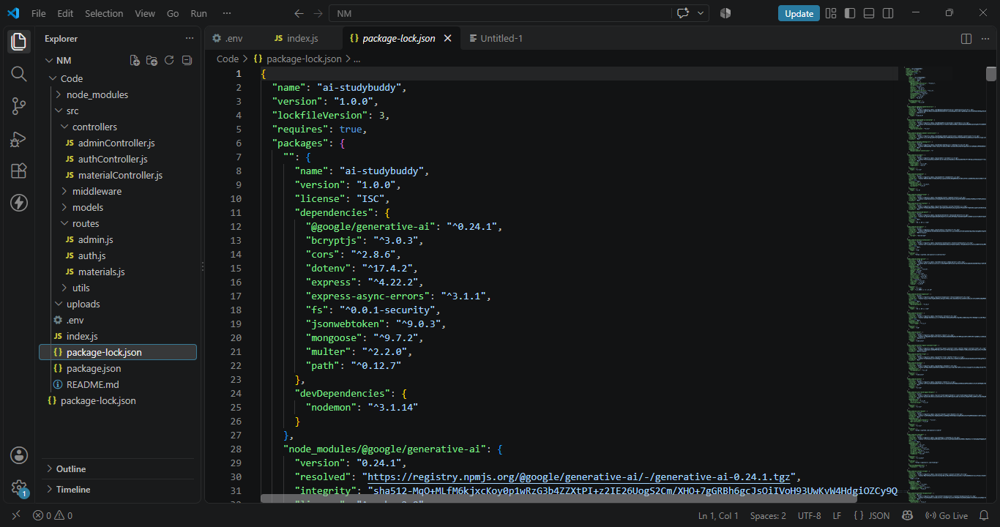 File Edit Selection View Go Run ··· NM Update
Explorer ···
.env
JS index.js
{} package-lock.json
Untitled-1
NM
Code > {} package-lock.json > ...
Code
node_modules
src
controllers
JS adminController.js
JS authController.js
JS materialController.js
middleware
models
routes
JS admin.js
JS auth.js
JS materials.js
utils
uploads
.env
JS index.js
{} package-lock.json
{} package.json
README.md
{} package-lock.json
Outline
Timeline
1
1 {
2 "name": "ai-studybuddy",
3 "version": "1.0.0",
4 "lockfileVersion": 3,
5 "requires": true,
6 "packages": {
7 "": {
8 "name": "ai-studybuddy",
9 "version": "1.0.0",
10 "license": "ISC",
11 "dependencies": {
12 "@google/generative-ai": "^0.24.1",
13 "bcryptjs": "^3.0.3",
14 "cors": "^2.8.6",
15 "dotenv": "^17.4.2",
16 "express": "^4.22.2",
17 "express-async-errors": "^3.1.1",
18 "fs": "^0.0.1-security",
19 "jsonwebtoken": "^9.0.3",
20 "mongoose": "^9.7.2",
21 "multer": "^2.2.0",
22 "path": "^0.12.7"
23 },
24 "devDependencies": {
25 "nodemon": "^3.1.14"
26 }
27 },
28 "node_modules/@google/generative-ai": {
29 "version": "0.24.1",
30 "resolved": "https://registry.npmjs.org/@google/generative-ai/-/generative-ai-0.24.1.tgz",
31 "integrity": "sha512-MqO+MLfM6kjxcKoy0p1wRzG3b4ZZXtPI+z2IE26UogS2Cm/XHO+7gGRBh6gcJsOiIVoH93UwKvW4HdgiOZCy9Q
0 0
Ln 1, Col 1 Spaces: 2 UTF-8 LF {} JSON Go Live